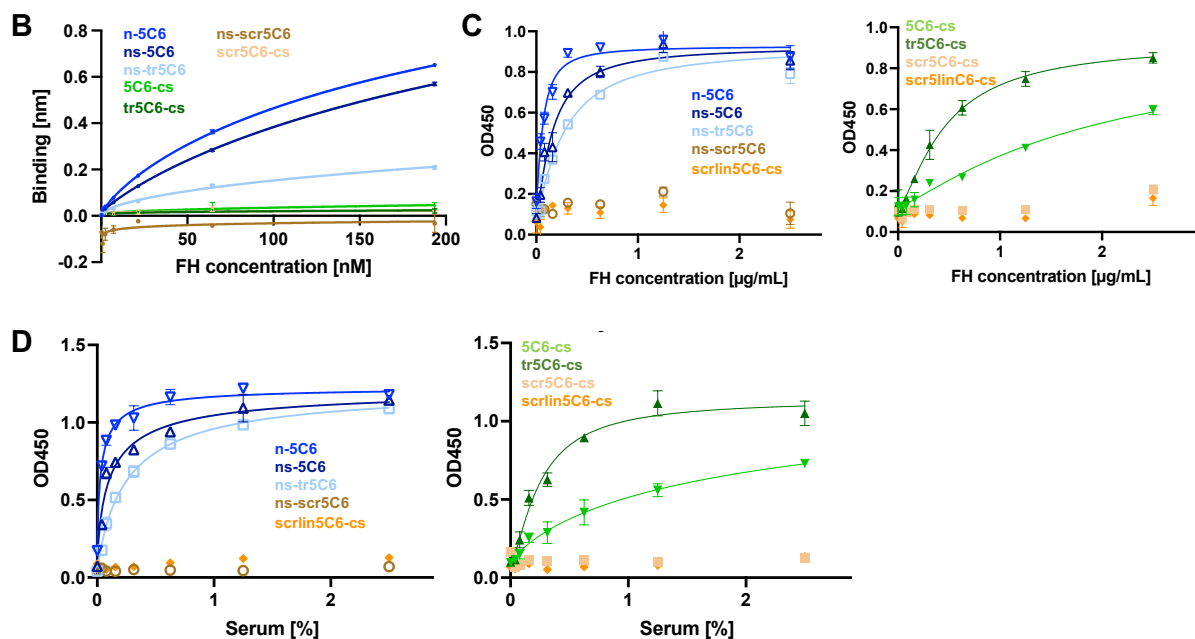 B
n-5C6
ns-5C6
ns-tr5C6
5C6-cs
tr5C6-cs
ns-scr5C6
scr5C6-cs
Binding [nm]
0.8
0.6
0.4
0.2
0.0
-0.2
50
100
150
200
FH concentration [nM]
C
OD450
1.0
0.8
0.6
0.4
0.2
0.0
0
1
2
n-5C6
ns-5C6
ns-tr5C6
ns-scr5C6
scrlin5C6-cs
FH concentration [µg/mL]
5C6-cs
tr5C6-cs
scr5C6-cs
scr5linC6-cs
OD450
1.0
0.8
0.6
0.4
0.2
0.0
0
1
2
FH concentration [µg/mL]
D
OD450
1.5
1.0
0.5
0.0
0
1
2
n-5C6
ns-5C6
ns-tr5C6
ns-scr5C6
scrlin5C6-cs
Serum [%]
5C6-cs
tr5C6-cs
scr5C6-cs
scrlin5C6-cs
OD450
1.5
1.0
0.5
0.0
0
1
2
Serum [%]